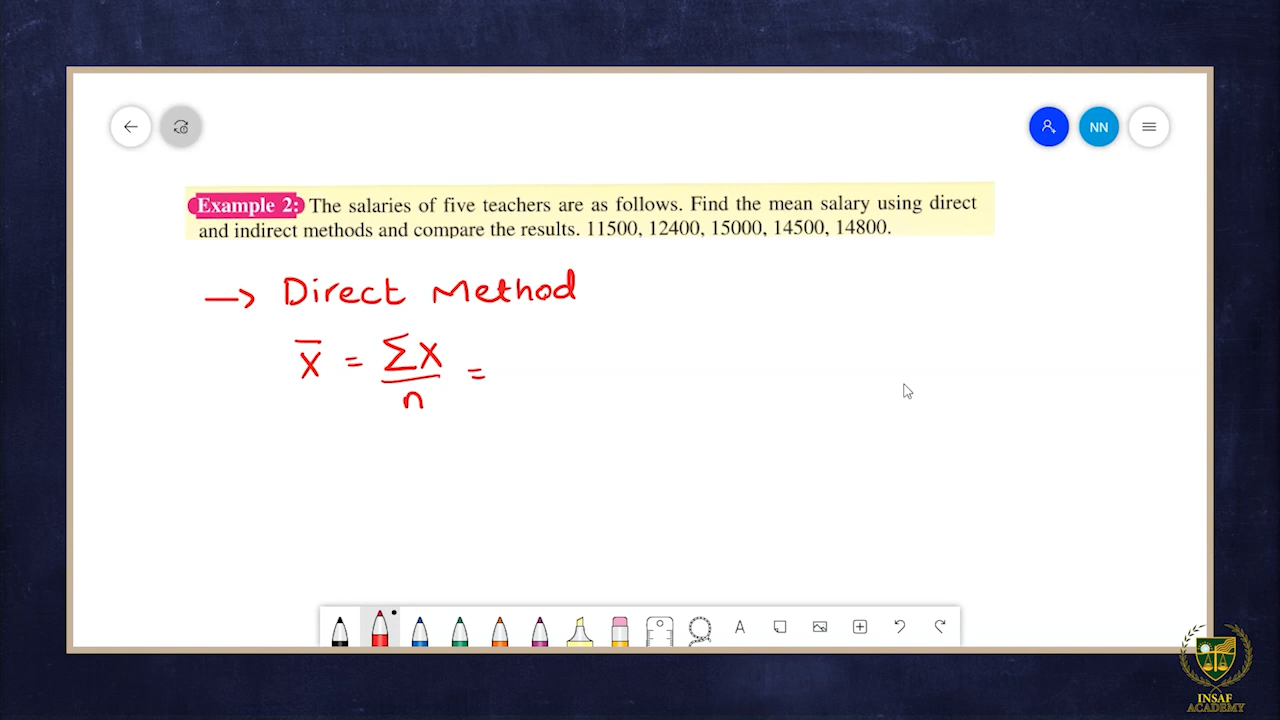 NN
Example 2: The salaries of five teachers are as follows. Find the mean salary using direct
and indirect methods and compare the results. 11500, 12400, 15000, 14500, 14800.
→ Direct Method
X̄ = ΣX/n =
A
INSAF
ACADEMY